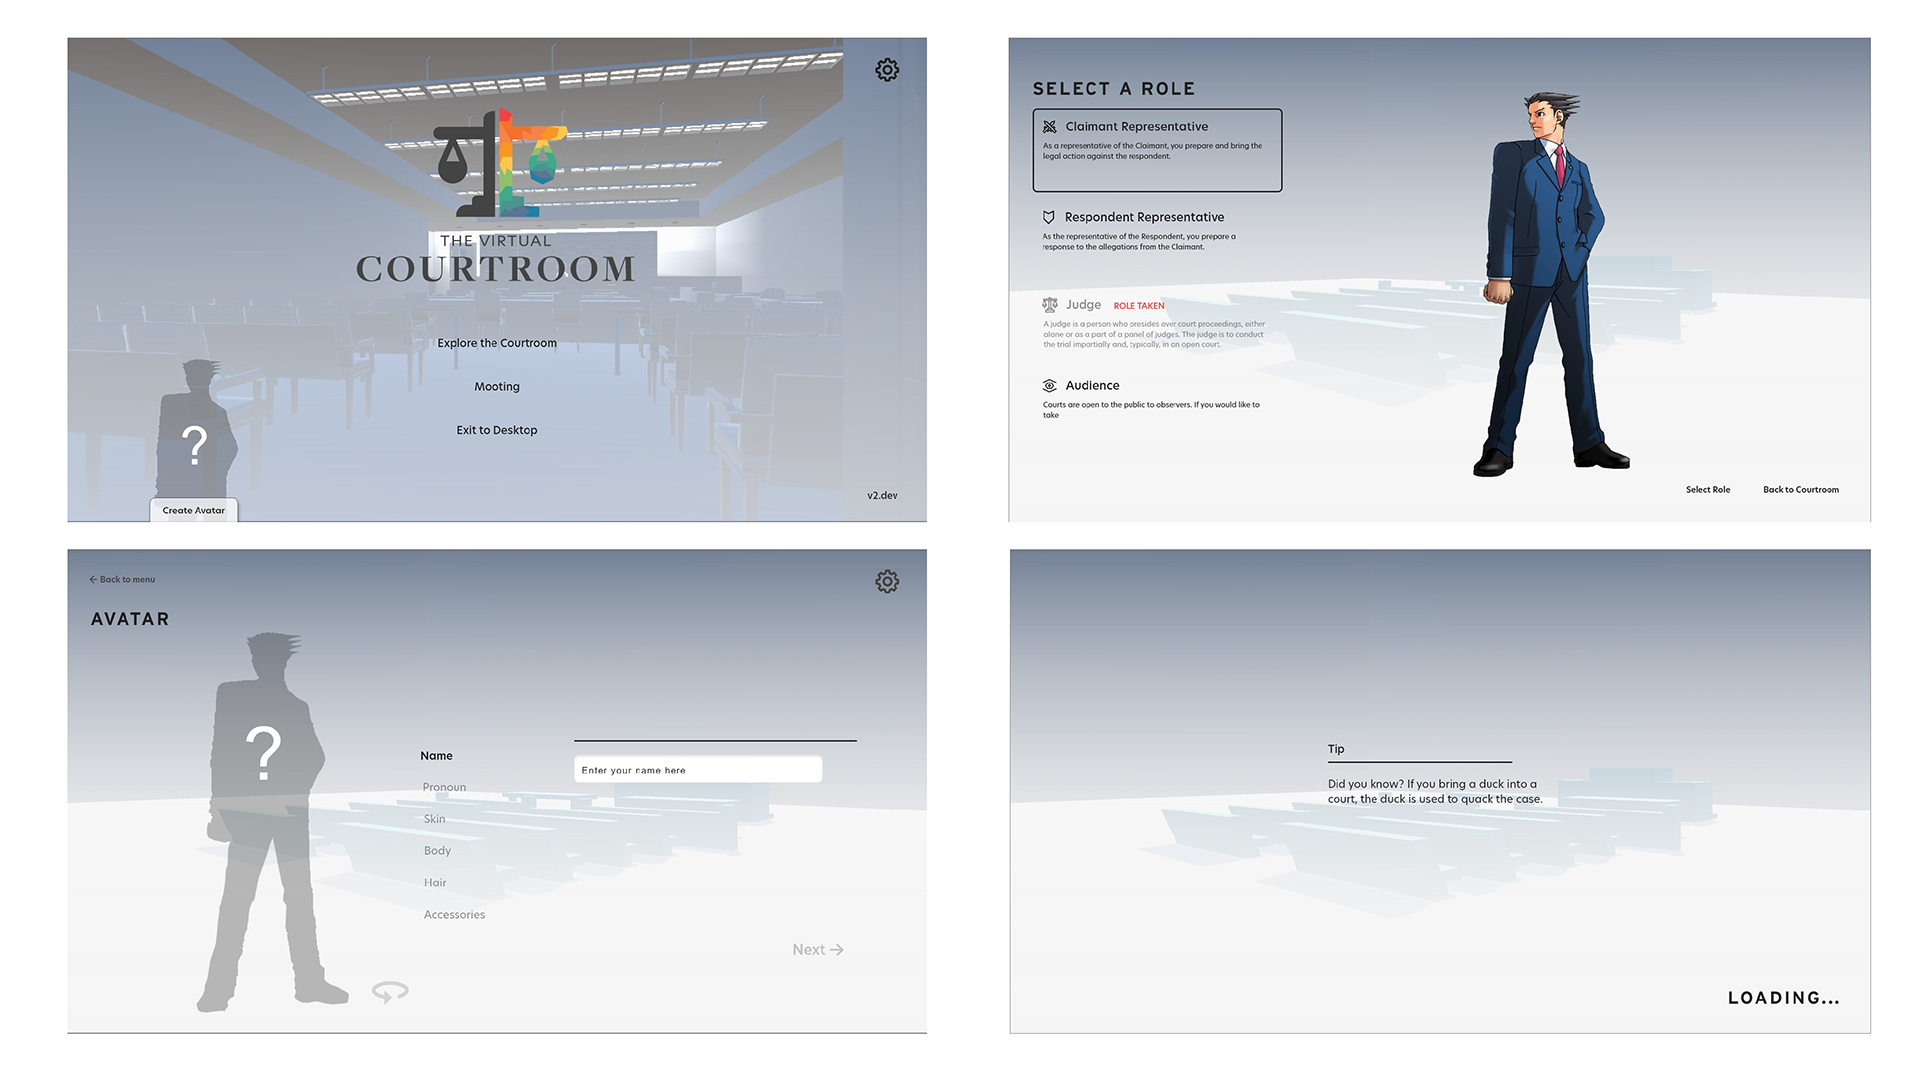 THE VIRTUAL
COURTROOM
Explore the Courtroom
Mooting
Exit to Desktop
?
Create Avatar
v2.dev
SELECT A ROLE
Claimant Representative
As a representative of the Claimant, you prepare and bring the
legal action against the respondent.
Respondent Representative
As the representative of the Respondent, you prepare a
response to the allegations from the Claimant.
Judge ROLE TAKEN
A judge is a person who presides over court proceedings, either
alone or as a part of a panel of judges. The judge is to conduct
the trial impartially and, typically, in an open court.
Audience
Courts are open to the public to observers. If you would like to
take
Select Role
Back to Courtroom
Back to menu
AVATAR
?
Name
Enter your name here
Pronoun
Skin
Body
Hair
Accessories
Next
Tip
Did you know? If you bring a duck into a
court, the duck is used to quack the case.
LOADING...